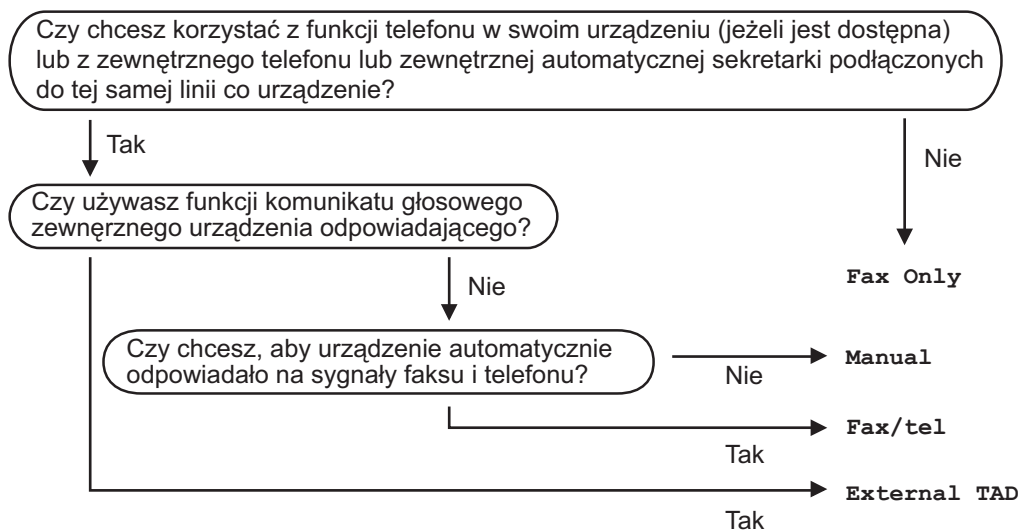 Czy chcesz korzystać z funkcji telefonu w swoim urządzeniu (jeżeli jest dostępna)
lub z zewnętrznego telefonu lub zewnętrznej automatycznej sekretarki podłączonych
do tej samej linii co urządzenie?
Tak
Nie
Czy używasz funkcji komunikatu głosowego
zewnęrznego urządzenia odpowiadającego?
Fax Only
Nie
Czy chcesz, aby urządzenie automatycznie
odpowiadało na sygnały faksu i telefonu?
Manual
Nie
Fax/tel
Tak
External TAD
Tak